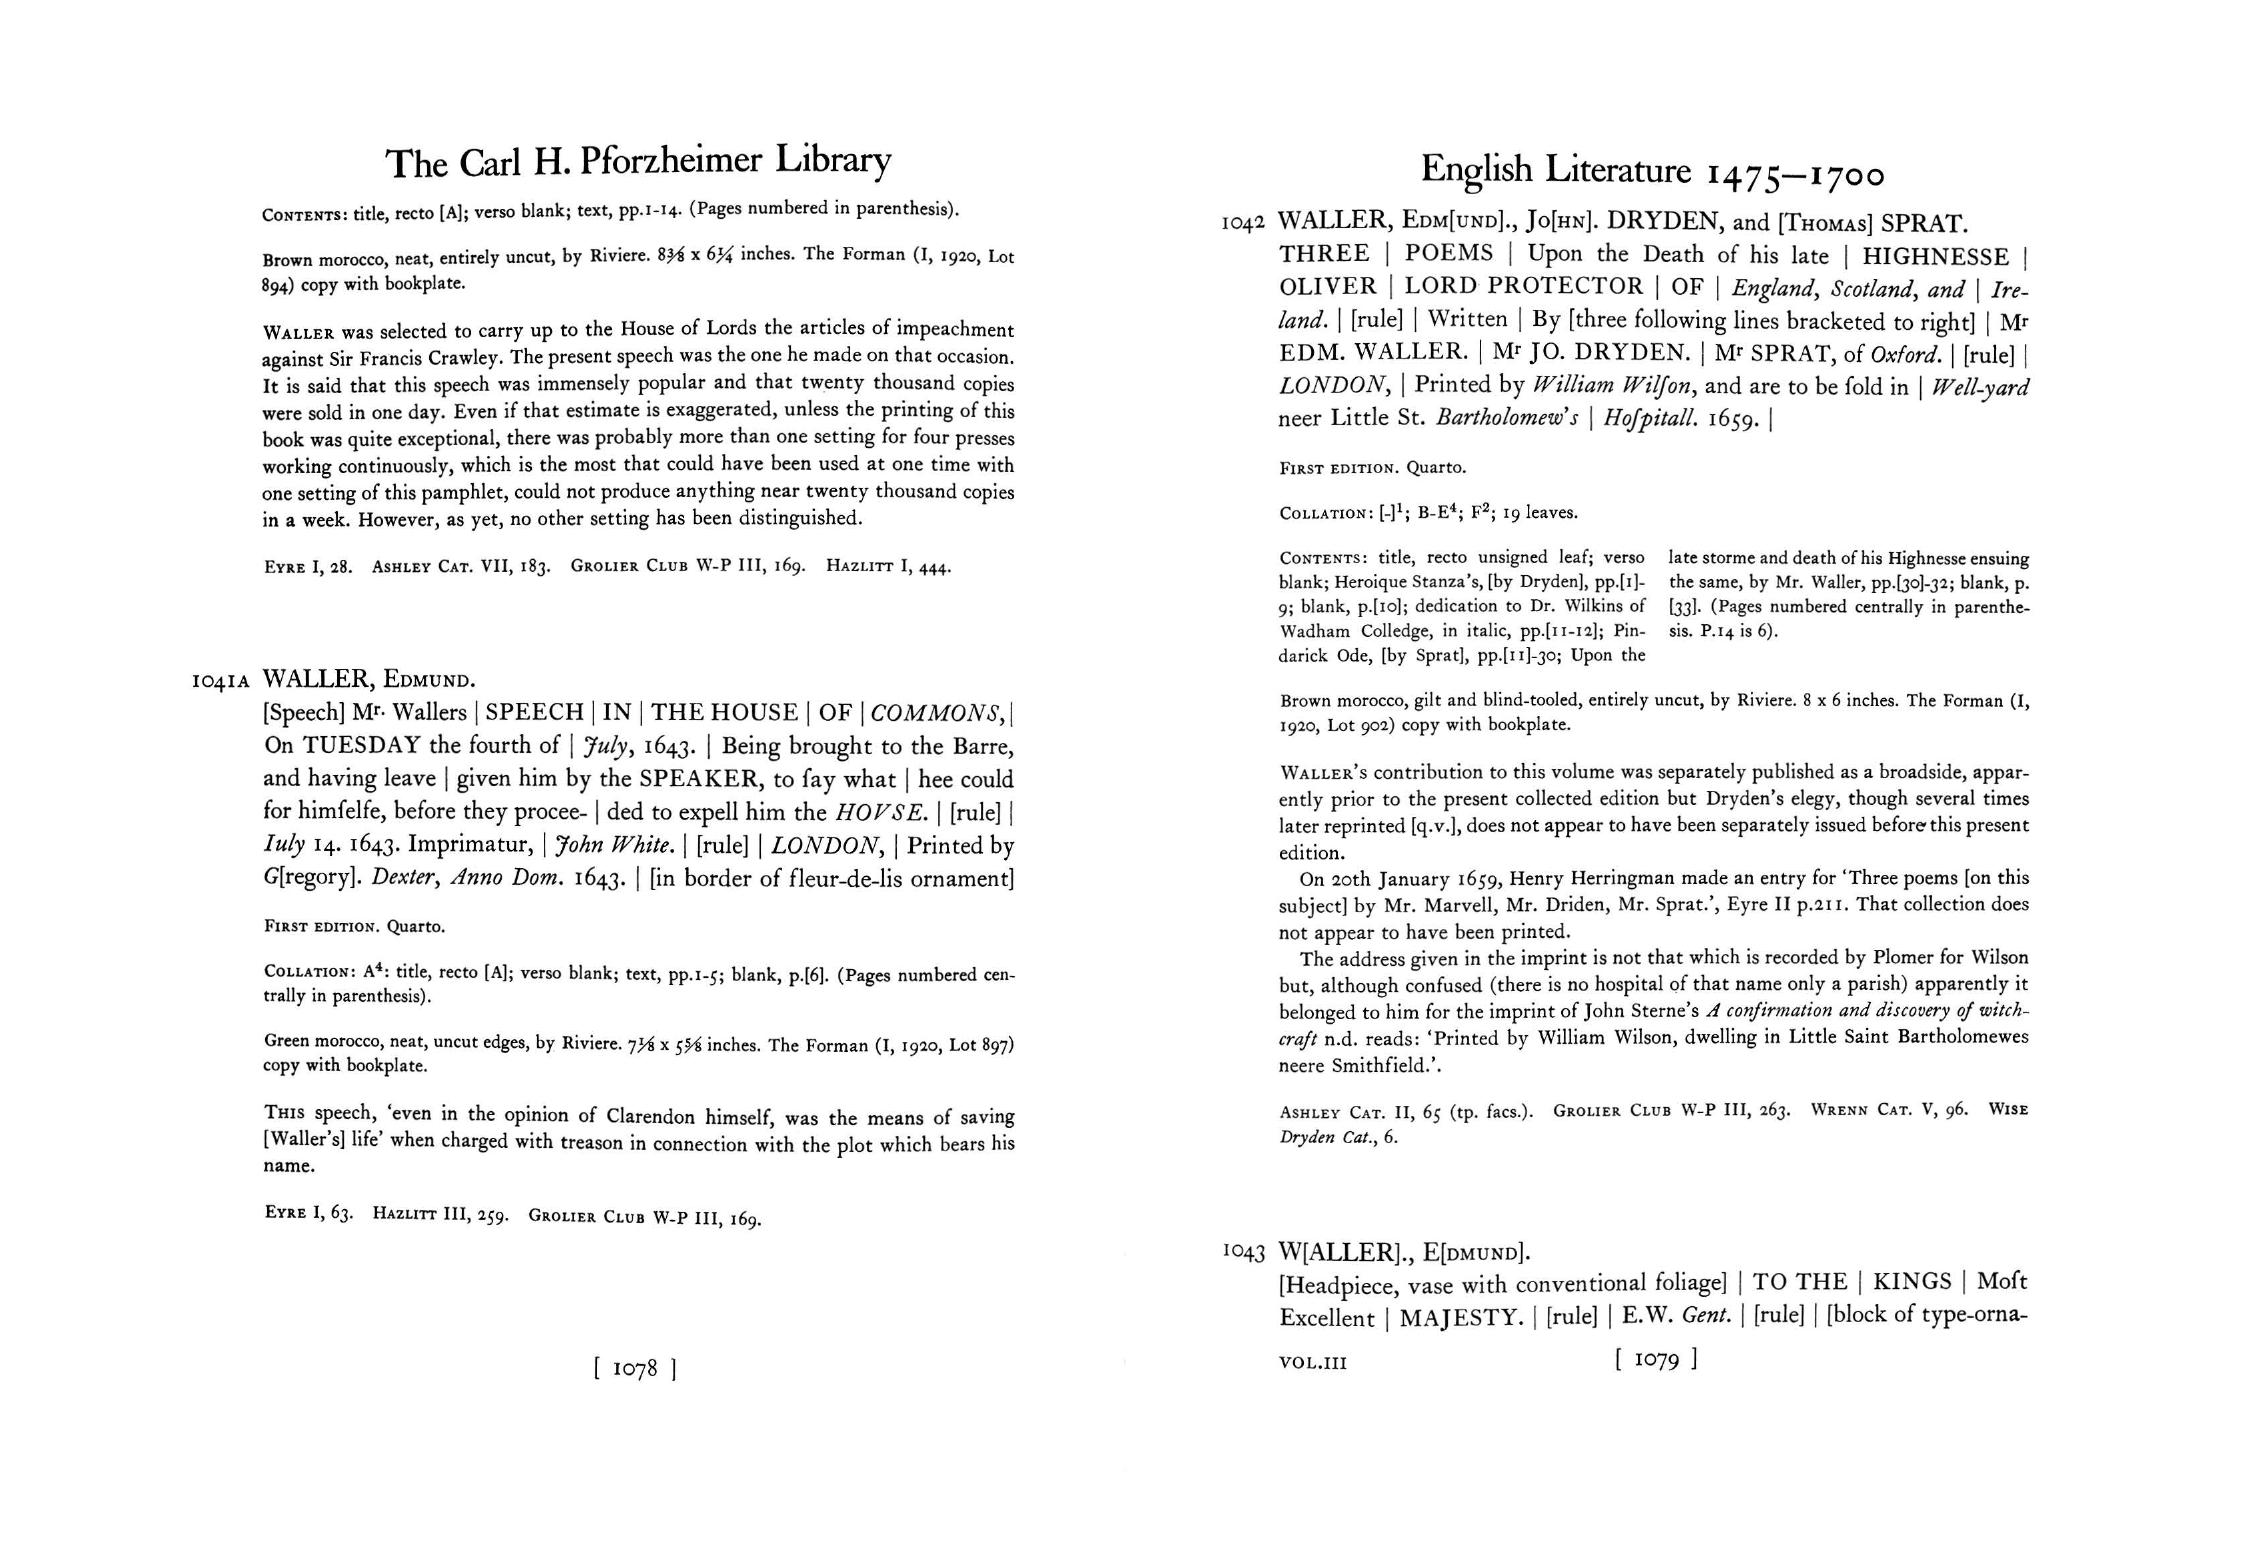 The Carl H. Pforzheimer Library
CONTENTS: title, recto [A]; verso blank; text, pp.1-14. (Pages numbered in parenthesis).
Brown morocco, neat, entirely uncut, by Riviere. 8⅜ x 6¼ inches. The Forman (I, 1920, Lot
894) copy with bookplate.
WALLER was selected to carry up to the House of Lords the articles of impeachment
against Sir Francis Crawley. The present speech was the one he made on that occasion.
It is said that this speech was immensely popular and that twenty thousand copies
were sold in one day. Even if that estimate is exaggerated, unless the printing of this
book was quite exceptional, there was probably more than one setting for four presses
working continuously, which is the most that could have been used at one time with
one setting of this pamphlet, could not produce anything near twenty thousand copies
in a week. However, as yet, no other setting has been distinguished.
EYRE I, 28. ASHLEY CAT. VII, 183. GROLIER CLUB W-P III, 169. HAZLITT I, 444.
1041A WALLER, EDMUND.
[Speech] Mr. Wallers | SPEECH | IN | THE HOUSE | OF | COMMONS, |
On TUESDAY the fourth of | July, 1643. | Being brought to the Barre,
and having leave | given him by the SPEAKER, to ſay what | hee could
for himſelfe, before they procee- | ded to expell him the HOVSE. | [rule] |
Iuly 14. 1643. Imprimatur, | John White. | [rule] | LONDON, | Printed by
G[regory]. Dexter, Anno Dom. 1643. | [in border of fleur-de-lis ornament]
FIRST EDITION. Quarto.
COLLATION: A⁴: title, recto [A]; verso blank; text, pp.1-5; blank, p.[6]. (Pages numbered cen-
trally in parenthesis).
Green morocco, neat, uncut edges, by Riviere. 7⅛ x 5⅝ inches. The Forman (I, 1920, Lot 897)
copy with bookplate.
THIS speech, ‘even in the opinion of Clarendon himself, was the means of saving
[Waller’s] life’ when charged with treason in connection with the plot which bears his
name.
EYRE I, 63. HAZLITT III, 259. GROLIER CLUB W-P III, 169.
[ 1078 ]
English Literature 1475–1700
1042 WALLER, EDM[UND]., JO[HN]. DRYDEN, and [THOMAS] SPRAT.
THREE | POEMS | Upon the Death of his late | HIGHNESSE |
OLIVER | LORD PROTECTOR | OF | England, Scotland, and | Ire-
land. | [rule] | Written | By [three following lines bracketed to right] | Mr
EDM. WALLER. | Mr JO. DRYDEN. | Mr SPRAT, of Oxford. | [rule] |
LONDON, | Printed by William Wilſon, and are to be ſold in | Well-yard
neer Little St. Bartholomew’s | Hoſpitall. 1659. |
FIRST EDITION. Quarto.
COLLATION: [-]¹; B-E⁴; F²; 19 leaves.
CONTENTS: title, recto unsigned leaf; verso
blank; Heroique Stanza’s, [by Dryden], pp.[1]-
9; blank, p.[10]; dedication to Dr. Wilkins of
Wadham Colledge, in italic, pp.[11-12]; Pin-
darick Ode, [by Sprat], pp.[11]-30; Upon the
late storme and death of his Highnesse ensuing
the same, by Mr. Waller, pp.[30]-32; blank, p.
[33]. (Pages numbered centrally in parenthe-
sis. P.14 is 6).
Brown morocco, gilt and blind-tooled, entirely uncut, by Riviere. 8 x 6 inches. The Forman (I,
1920, Lot 902) copy with bookplate.
WALLER’s contribution to this volume was separately published as a broadside, appar-
ently prior to the present collected edition but Dryden’s elegy, though several times
later reprinted [q.v.], does not appear to have been separately issued before this present
edition.
On 20th January 1659, Henry Herringman made an entry for ‘Three poems [on this
subject] by Mr. Marvell, Mr. Driden, Mr. Sprat.’, Eyre II p.211. That collection does
not appear to have been printed.
The address given in the imprint is not that which is recorded by Plomer for Wilson
but, although confused (there is no hospital of that name only a parish) apparently it
belonged to him for the imprint of John Sterne’s A confirmation and discovery of witch-
craft n.d. reads: ‘Printed by William Wilson, dwelling in Little Saint Bartholomewes
neere Smithfield.’.
ASHLEY CAT. II, 65 (tp. facs.). GROLIER CLUB W-P III, 263. WRENN CAT. V, 96. WISE
Dryden Cat., 6.
1043 W[ALLER]., E[DMUND].
[Headpiece, vase with conventional foliage] | TO THE | KINGS | Moſt
Excellent | MAJESTY. | [rule] | E.W. Gent. | [rule] | [block of type-orna-
VOL.III [ 1079 ]